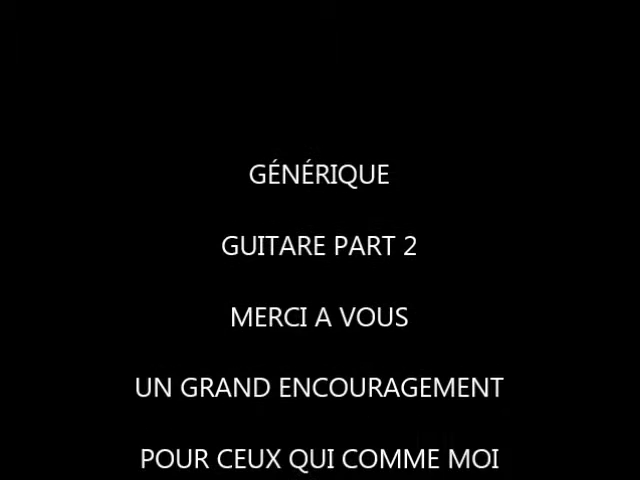 GÉNÉRIQUE
GUITARE PART 2
MERCI A VOUS
UN GRAND ENCOURAGEMENT
POUR CEUX QUI COMME MOI